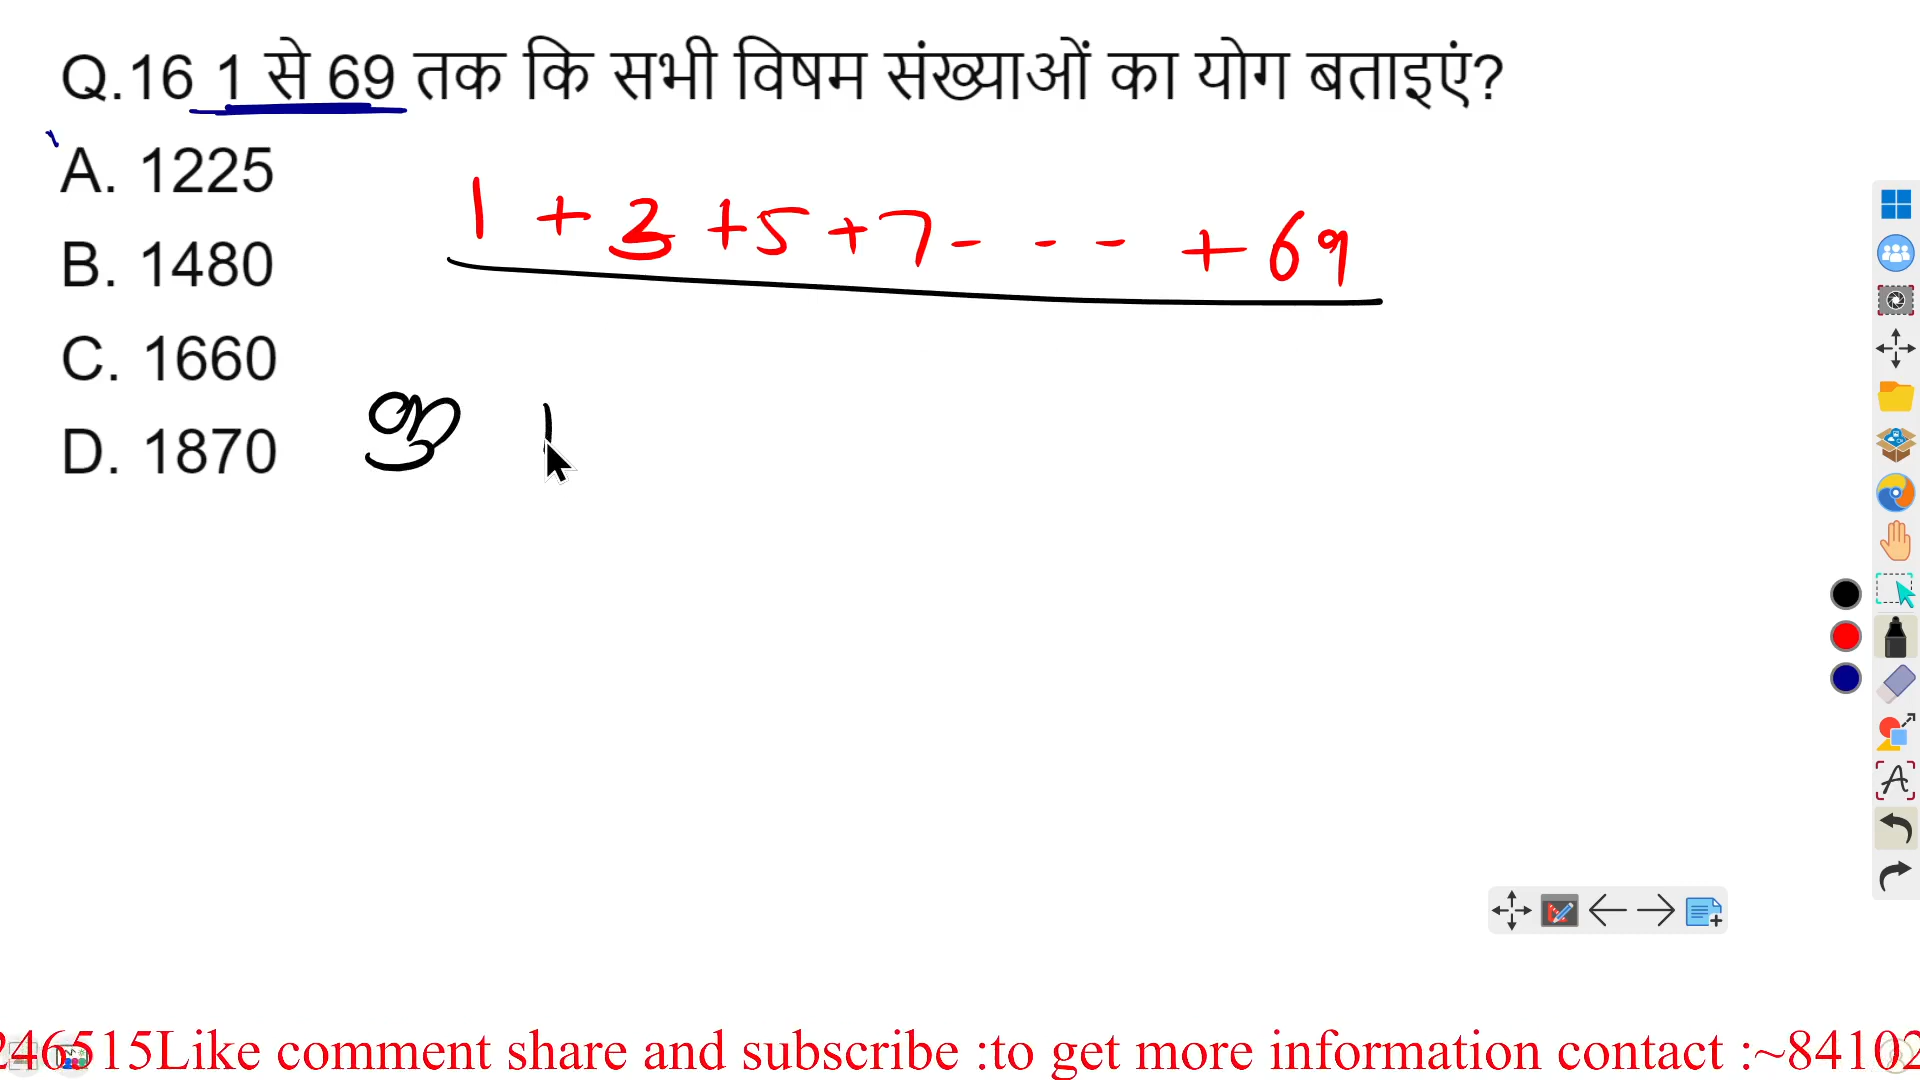 Q.16 1 से 69 तक कि सभी विषम संख्याओं का योग बताइएं?
A. 1225
1 + 3 + 5 + 7 - - - + 69
B. 1480
C. 1660
D. 1870
246515Like comment share and subscribe :to get more information contact :~84102